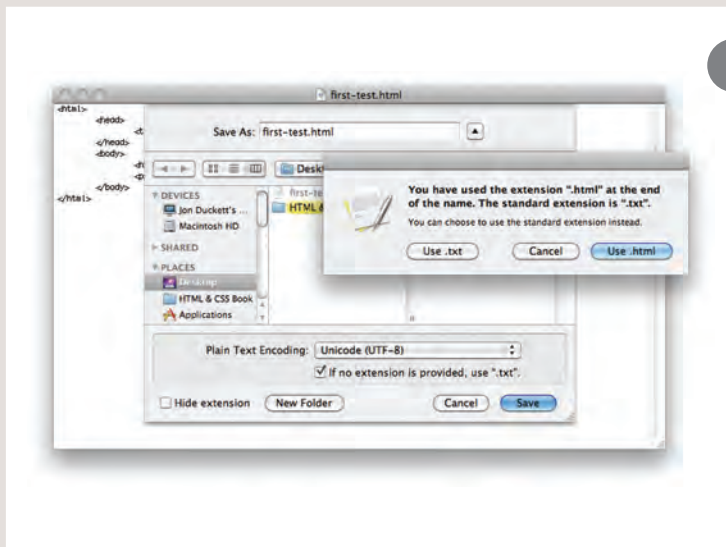 first-test.html
<html>
<head>
<t
</head>
<body>
<h
<p
</body>
</html>
Save As: first-test.html
Deskt
DEVICES
Jon Duckett's ...
Macintosh HD
SHARED
PLACES
Desktop
HTML & CSS Book
Applications
first-te
HTML &
You have used the extension ".html" at the end
of the name. The standard extension is ".txt".
You can choose to use the standard extension instead.
Use .txt Cancel Use .html
Plain Text Encoding: Unicode (UTF-8)
If no extension is provided, use ".txt".
Hide extension New Folder Cancel Save